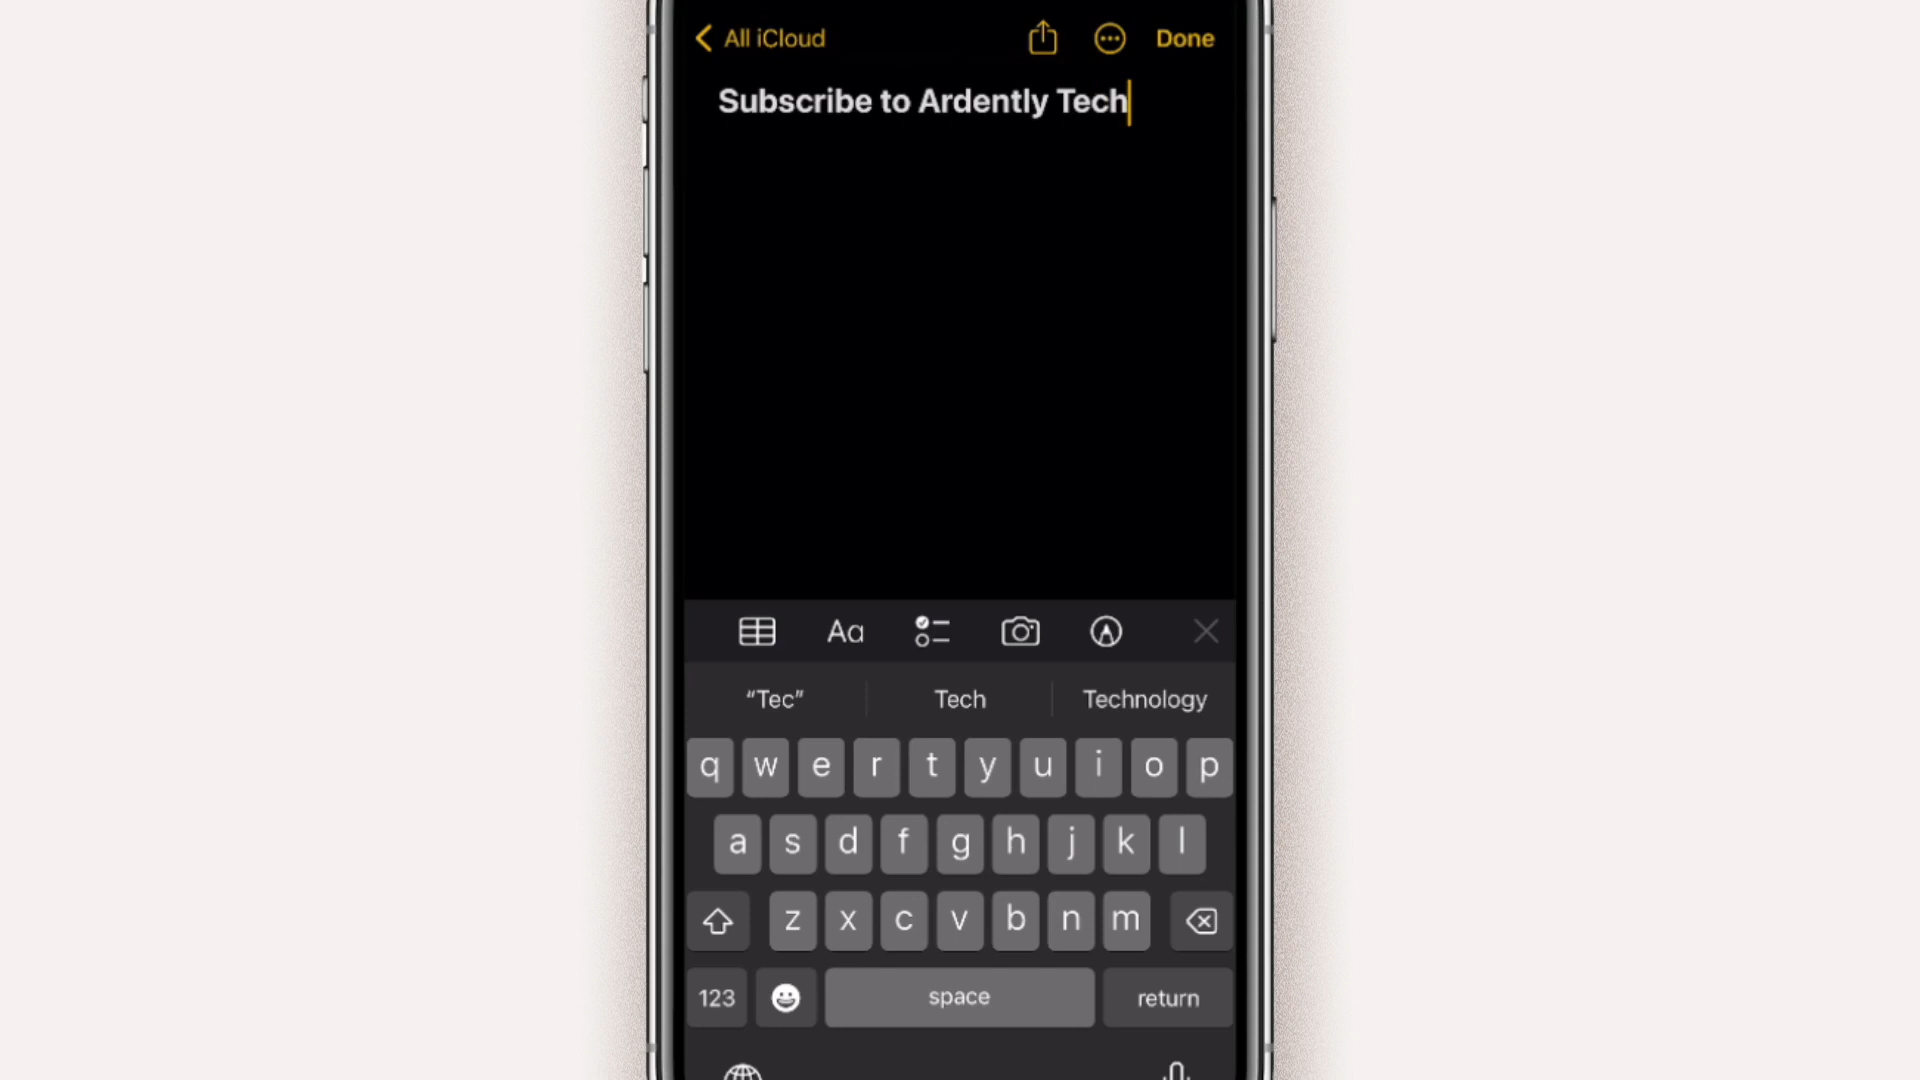 All iCloud
Done
Subscribe to Ardently Tech
Aa
“Tec” Tech Technology
q w e r t y u i o p
a s d f g h j k l
z x c v b n m
123 space return